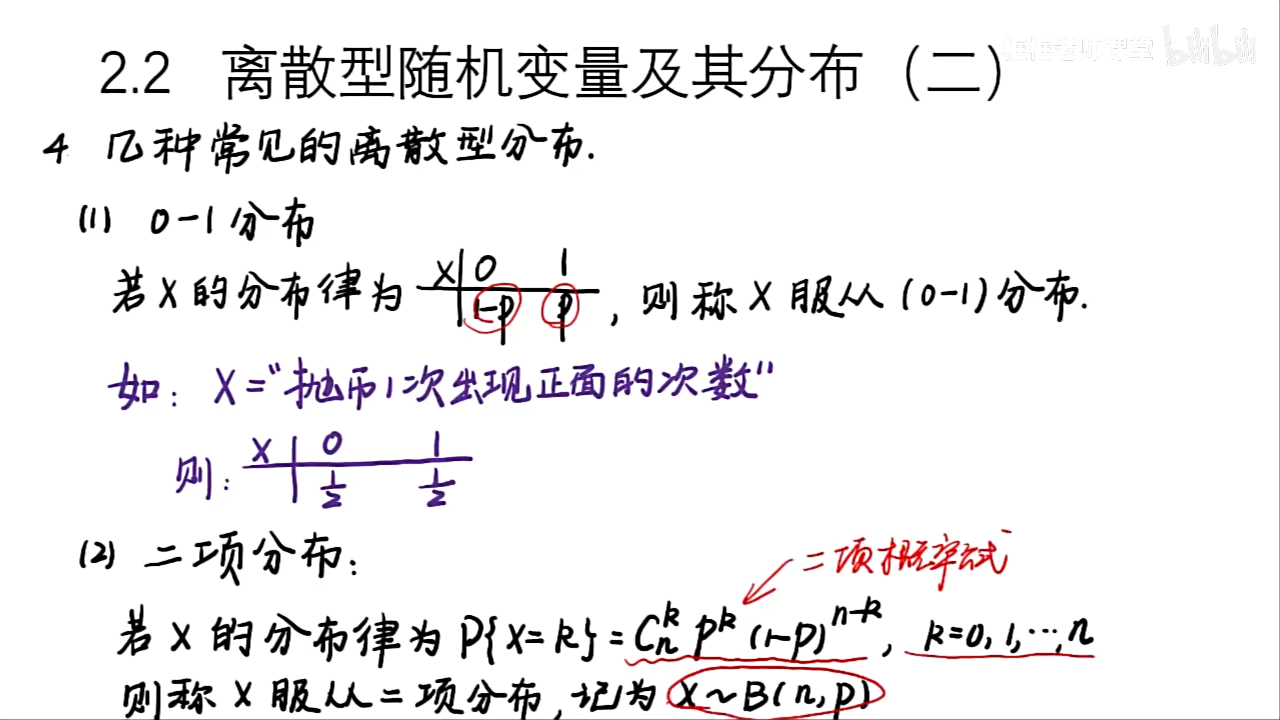 2.2 离散型随机变量及其分布（二）
bilibili
4 几种常见的离散型分布.
(1) 0-1分布
若X的分布律为 X 0 1 1-p p , 则称X服从(0-1)分布.
如: X="抛币1次出现正面的次数"
则: X 0 1 1/2 1/2
(2) 二项分布:
二项概率公式
若X的分布律为 P{X=k}=C_n^k p^k (1-p)^{n-k}, k=0,1,…,n
则称X服从二项分布,记为 X~B(n,p)